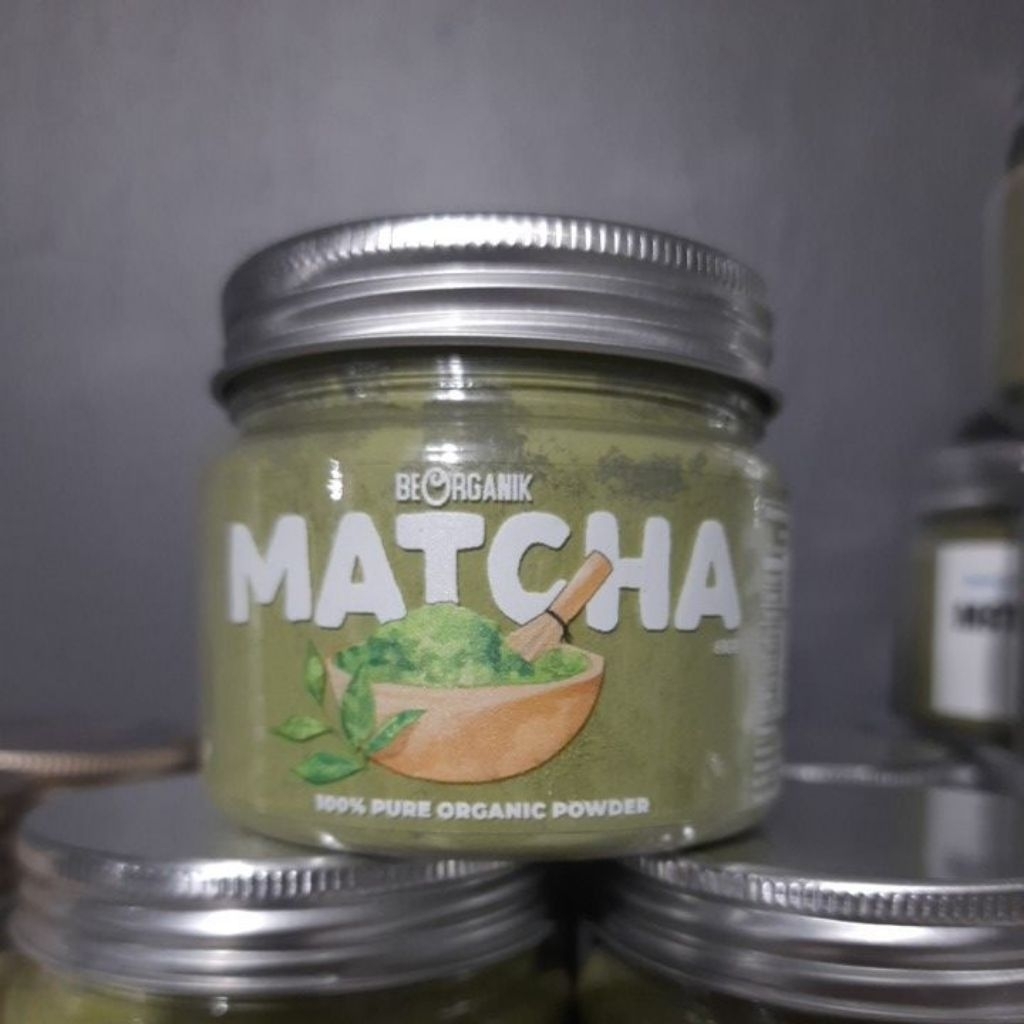 BEORGANIK
MATCHA
100% PURE ORGANIC POWDER